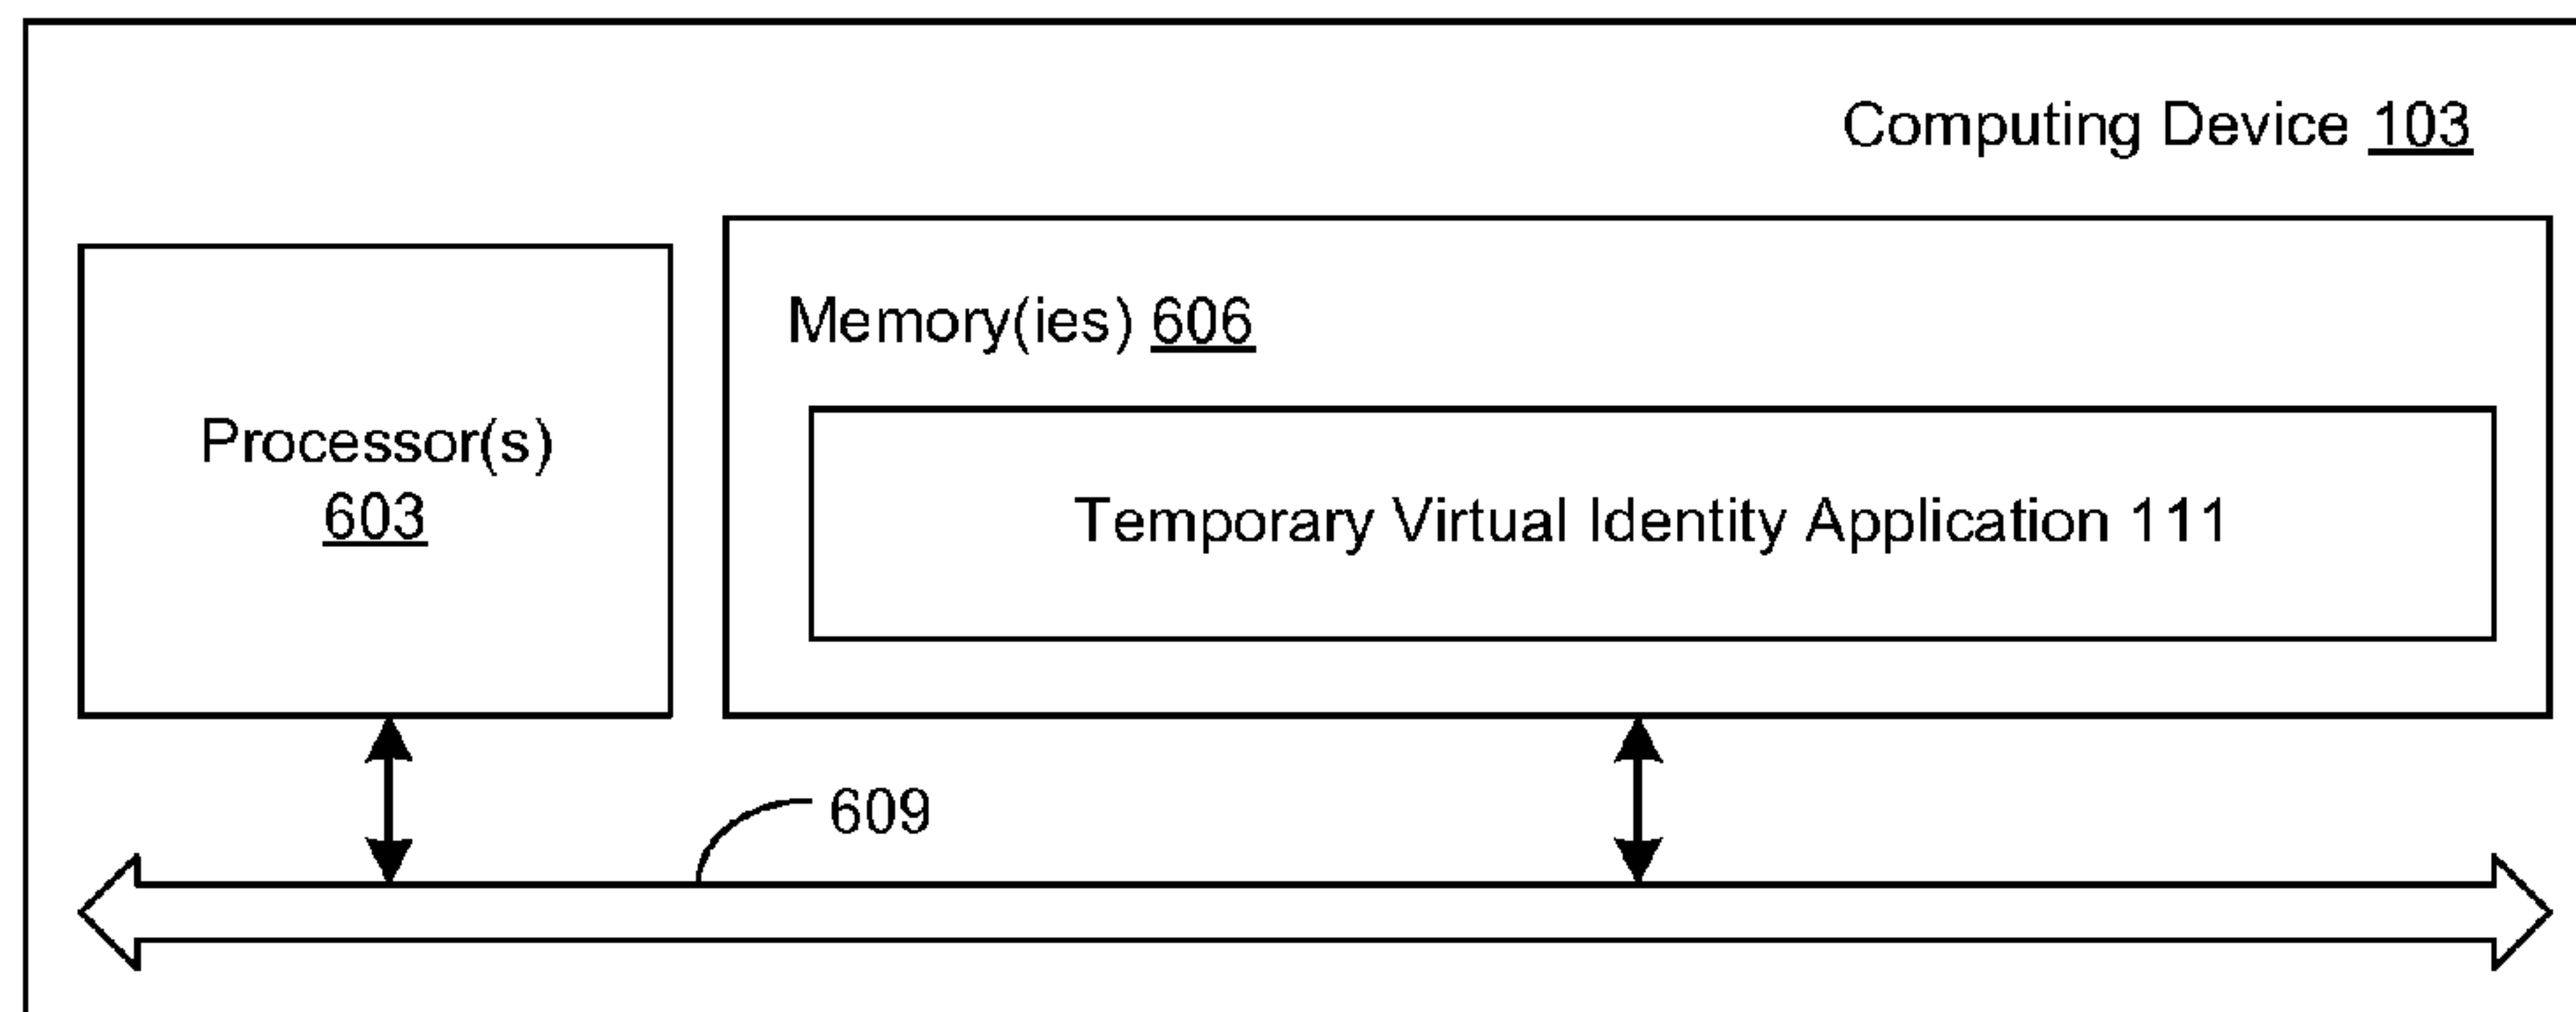 Computing Device 103
Memory(ies) 606
Processor(s)
603
Temporary Virtual Identity Application 111
609